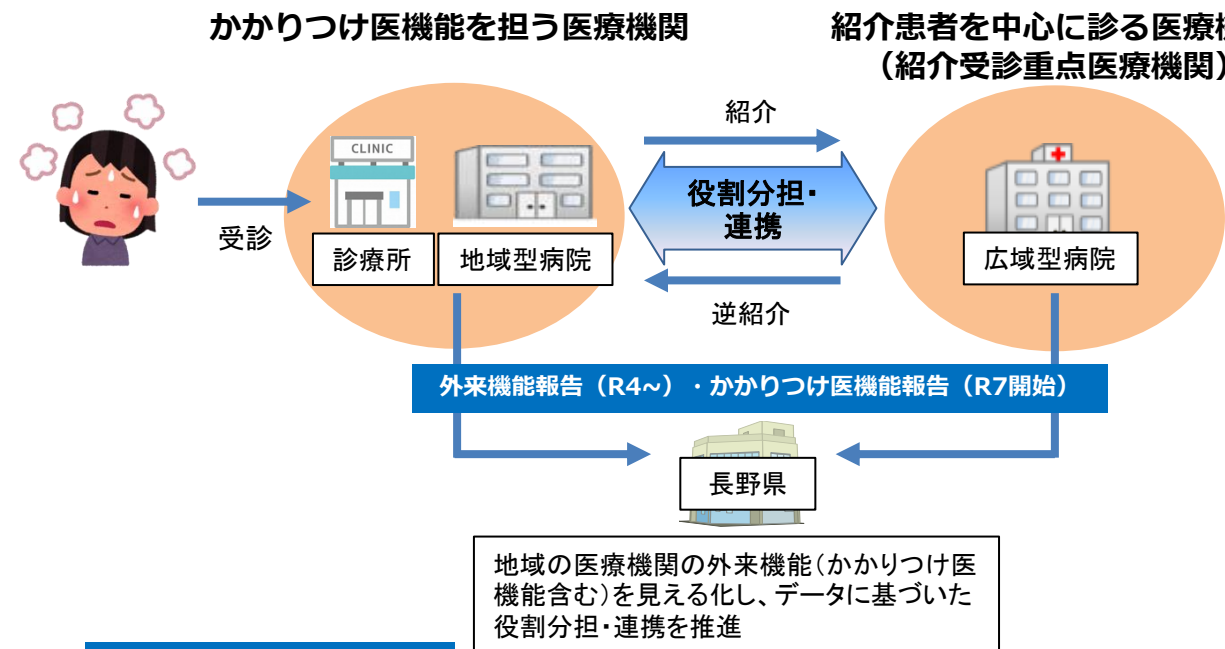 かかりつけ医機能を担う医療機関
紹介患者を中心に診る医療機
（紹介受診重点医療機関）
CLINIC
受診
診療所
地域型病院
紹介
役割分担・
連携
逆紹介
広域型病院
外来機能報告（R4~）・かかりつけ医機能報告（R7開始）
長野県
地域の医療機関の外来機能（かかりつけ医
機能含む）を見える化し、データに基づいた
役割分担・連携を推進